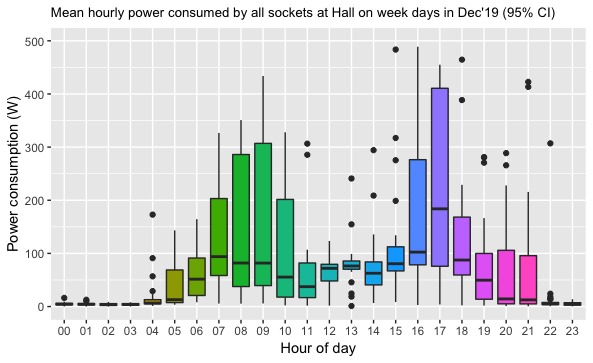 Mean hourly power consumed by all sockets at Hall on week days in Dec'19 (95% CI)
500
400
300
200
100
0
Power consumption (W)
00 01 02 03 04 05 06 07 08 09 10 11 12 13 14 15 16 17 18 19 20 21 22 23
Hour of day